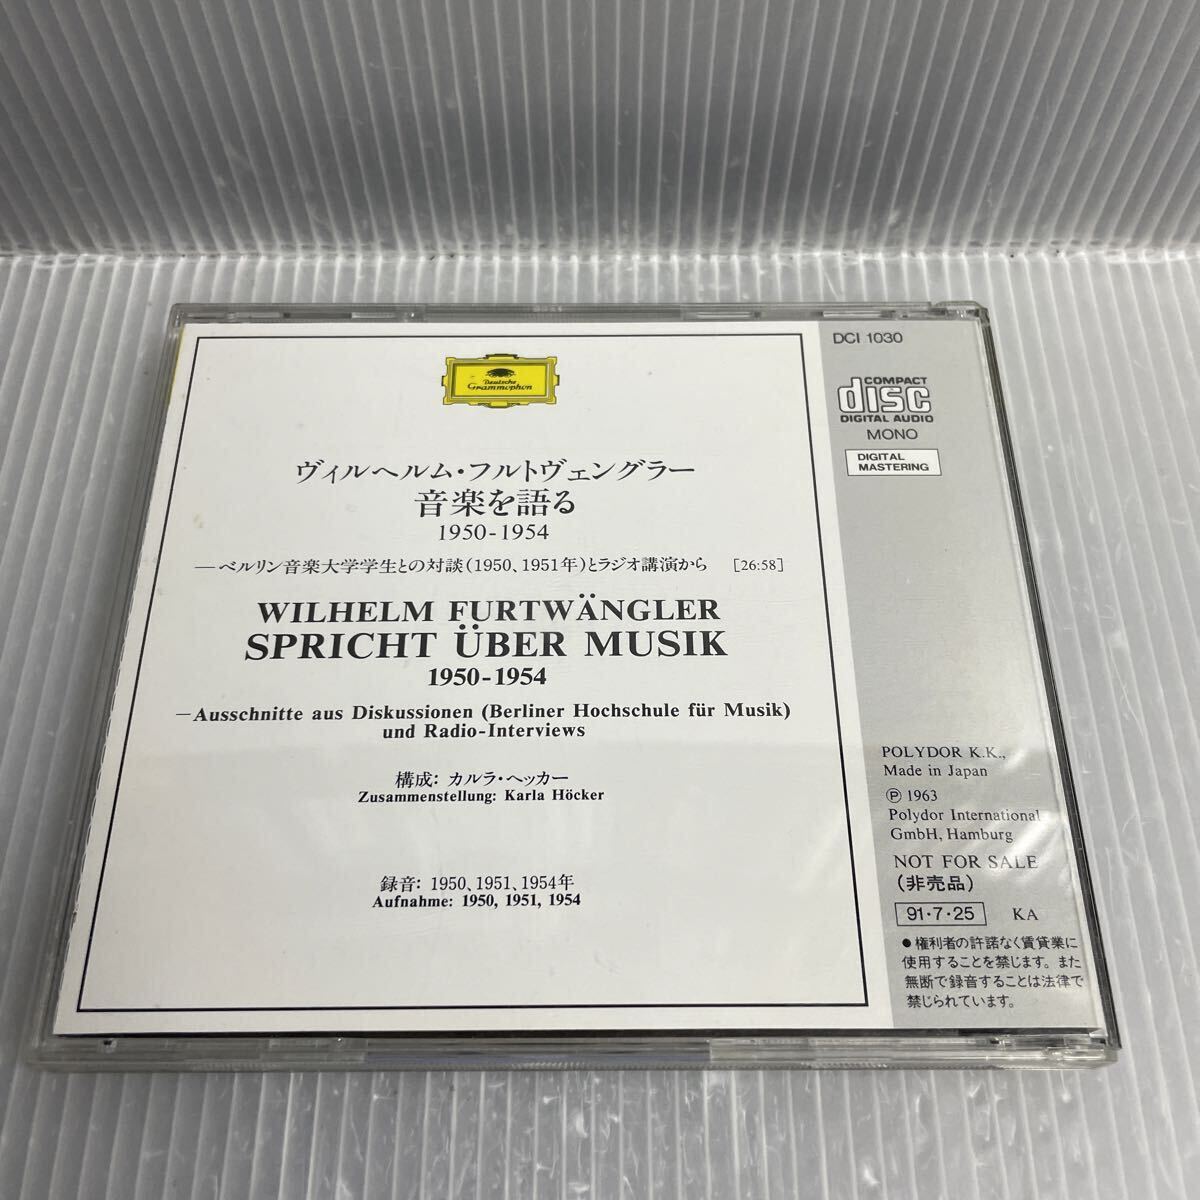 Deutsche
Grammophon
ヴィルヘルム・フルトヴェングラー
音楽を語る
1950-1954
―ベルリン音楽大学学生との対談(1950、1951年)とラジオ講演から [26:58]
WILHELM FURTWÄNGLER
SPRICHT ÜBER MUSIK
1950-1954
—Ausschnitte aus Diskussionen (Berliner Hochschule für Musik)
und Radio-Interviews
構成: カルラ・ヘッカー
Zusammenstellung: Karla Höcker
録音: 1950、1951、1954年
Aufnahme: 1950, 1951, 1954
DCI 1030
COMPACT
disc
DIGITAL AUDIO
MONO
DIGITAL
MASTERING
POLYDOR K.K.,
Made in Japan
℗ 1963
Polydor International
GmbH, Hamburg
NOT FOR SALE
(非売品)
91・7・25 KA
●権利者の許諾なく賃貸業に
使用することを禁じます。また
無断で録音することは法律で
禁じられています。